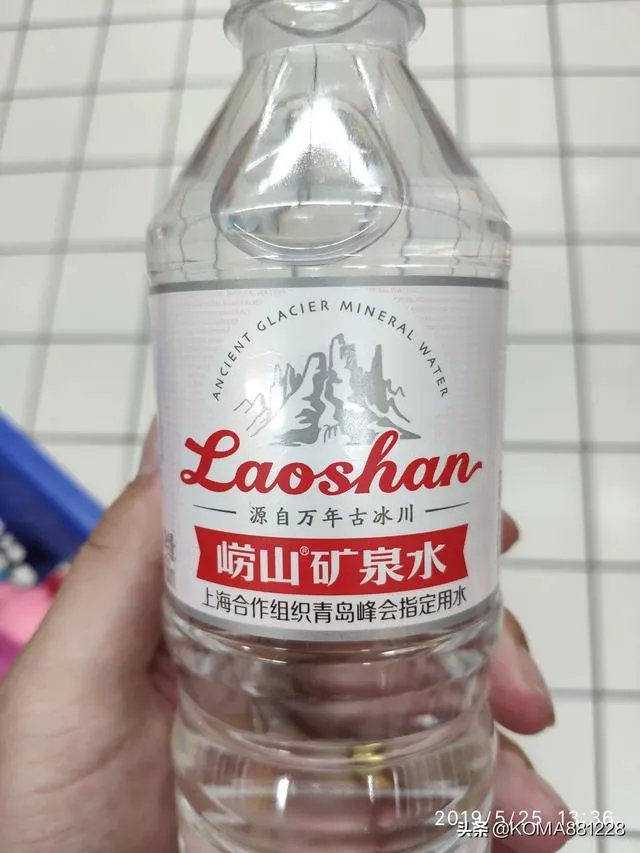 ANCIENT GLACIER MINERAL WATER
Laoshan
源自万年古冰川
崂山®矿泉水
上海合作组织青岛峰会指定用水
2019/5/25 13:36
头条 @KOMA881228